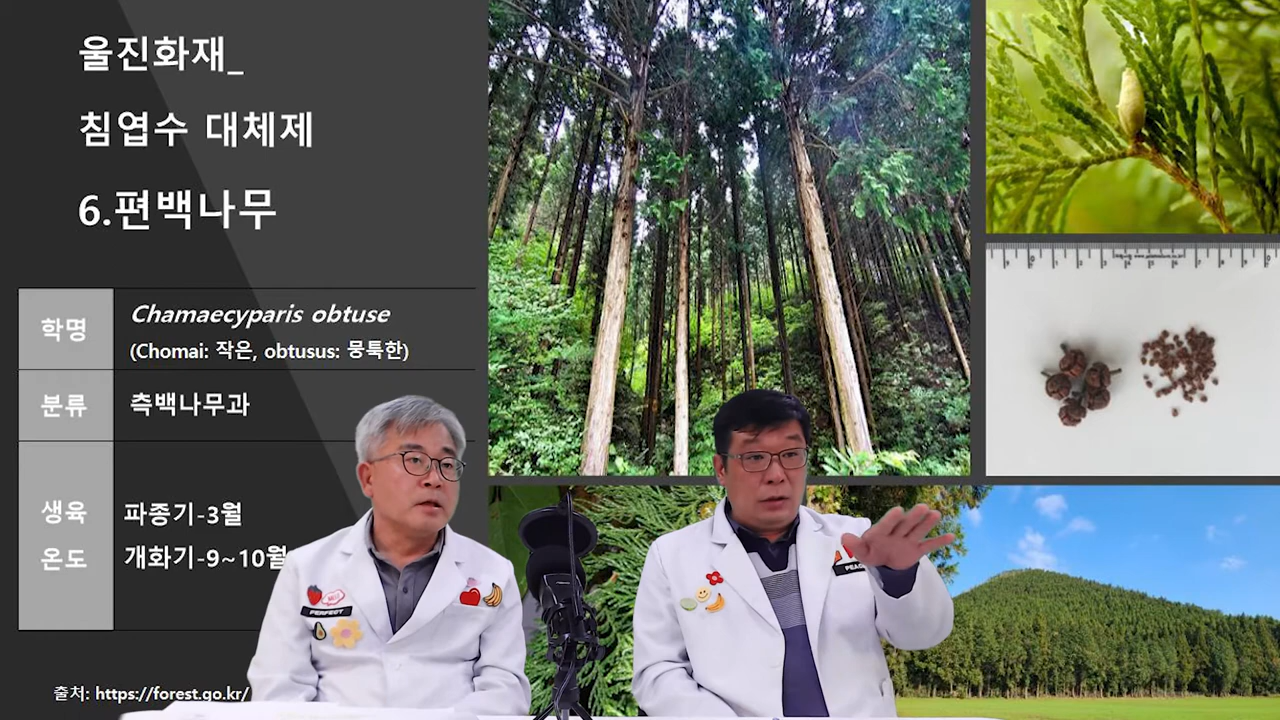 울진화재_
침엽수 대체제
6.편백나무
학명
Chamaecyparis obtuse
(Chomai: 작은, obtusus: 뭉툭한)
분류
측백나무과
생육
온도
파종기-3월
개화기-9~10월
출처: https://forest.go.kr/
PERFECT